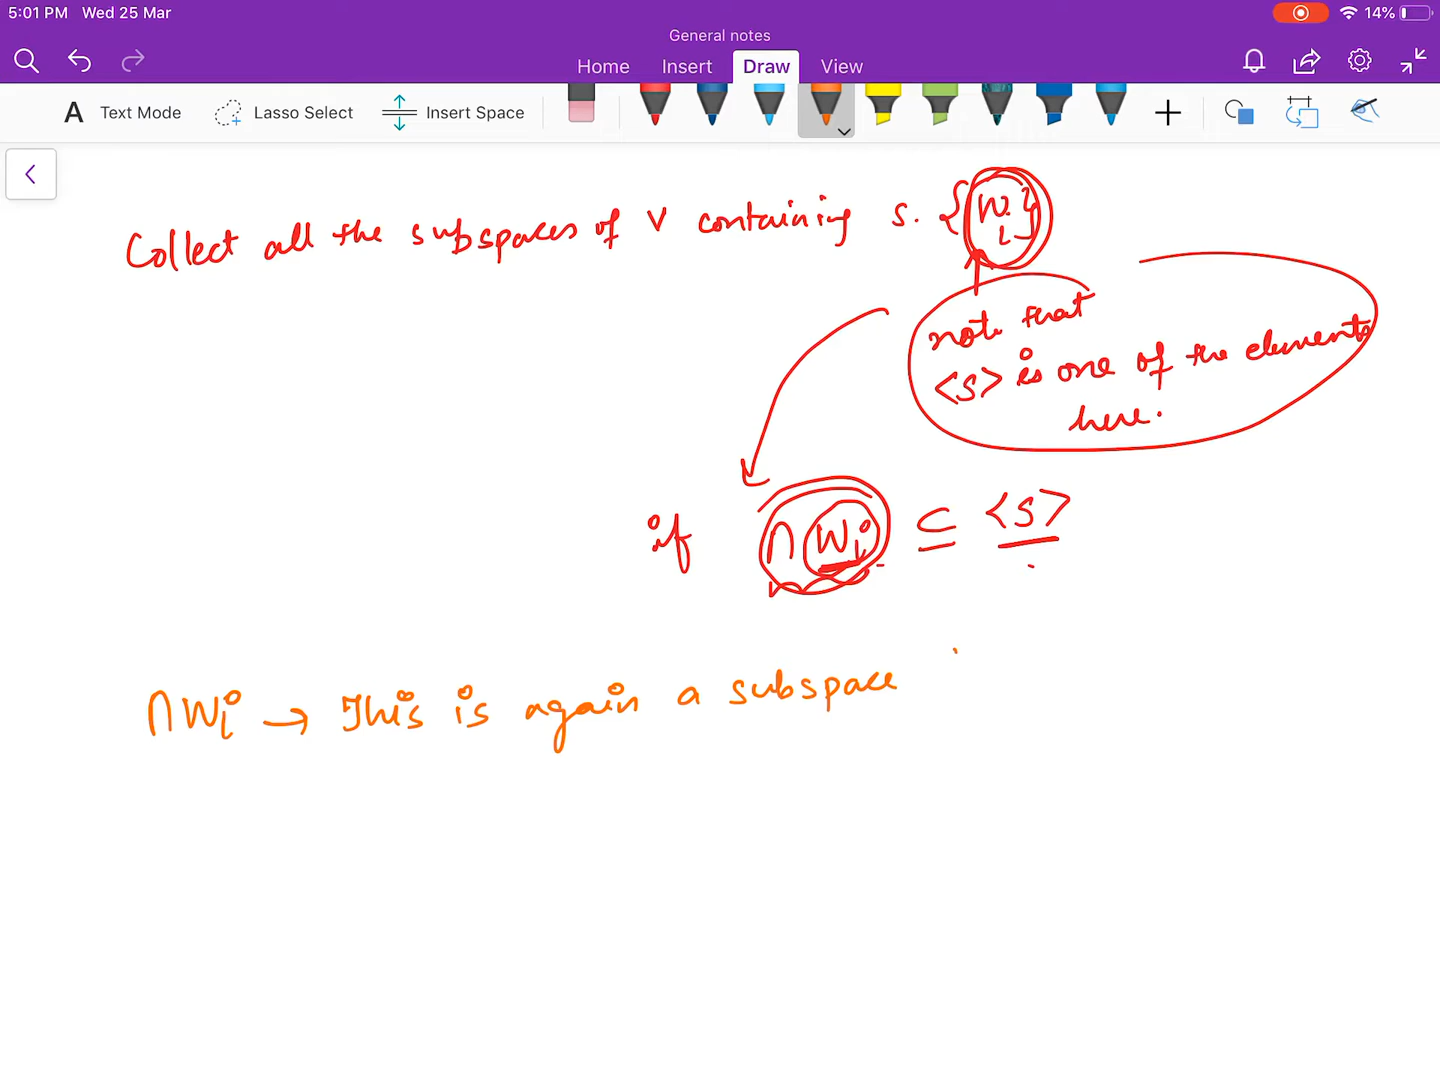 5:01 PM Wed 25 Mar
14%
General notes
Home Insert Draw View
A Text Mode Lasso Select Insert Space
Collect all the subspaces of V containing S. {Wi}
note that
<S> is one of the elements
here.
if ∩Wi ⊆ <S>
∩Wi → This is again a subspace